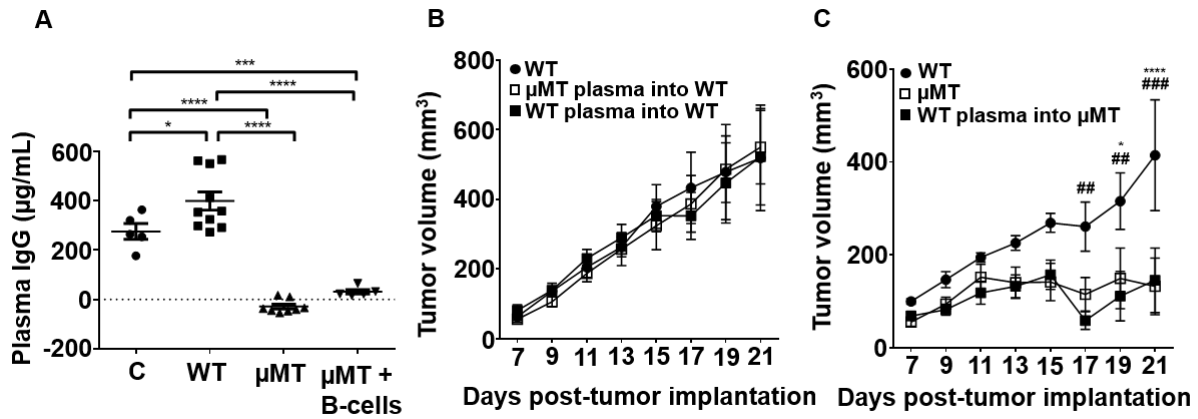 A
***
****
****
*
****
Plasma IgG (µg/mL)
600
400
200
0
-200
C
WT
µMT
µMT +
B-cells
B
Tumor volume (mm³)
800
600
400
200
0
WT
µMT plasma into WT
WT plasma into WT
7 9 11 13 15 17 19 21
Days post-tumor implantation
C
Tumor volume (mm³)
600
400
200
0
WT
µMT
WT plasma into µMT
##
*
##
****
###
7 9 11 13 15 17 19 21
Days post-tumor implantation